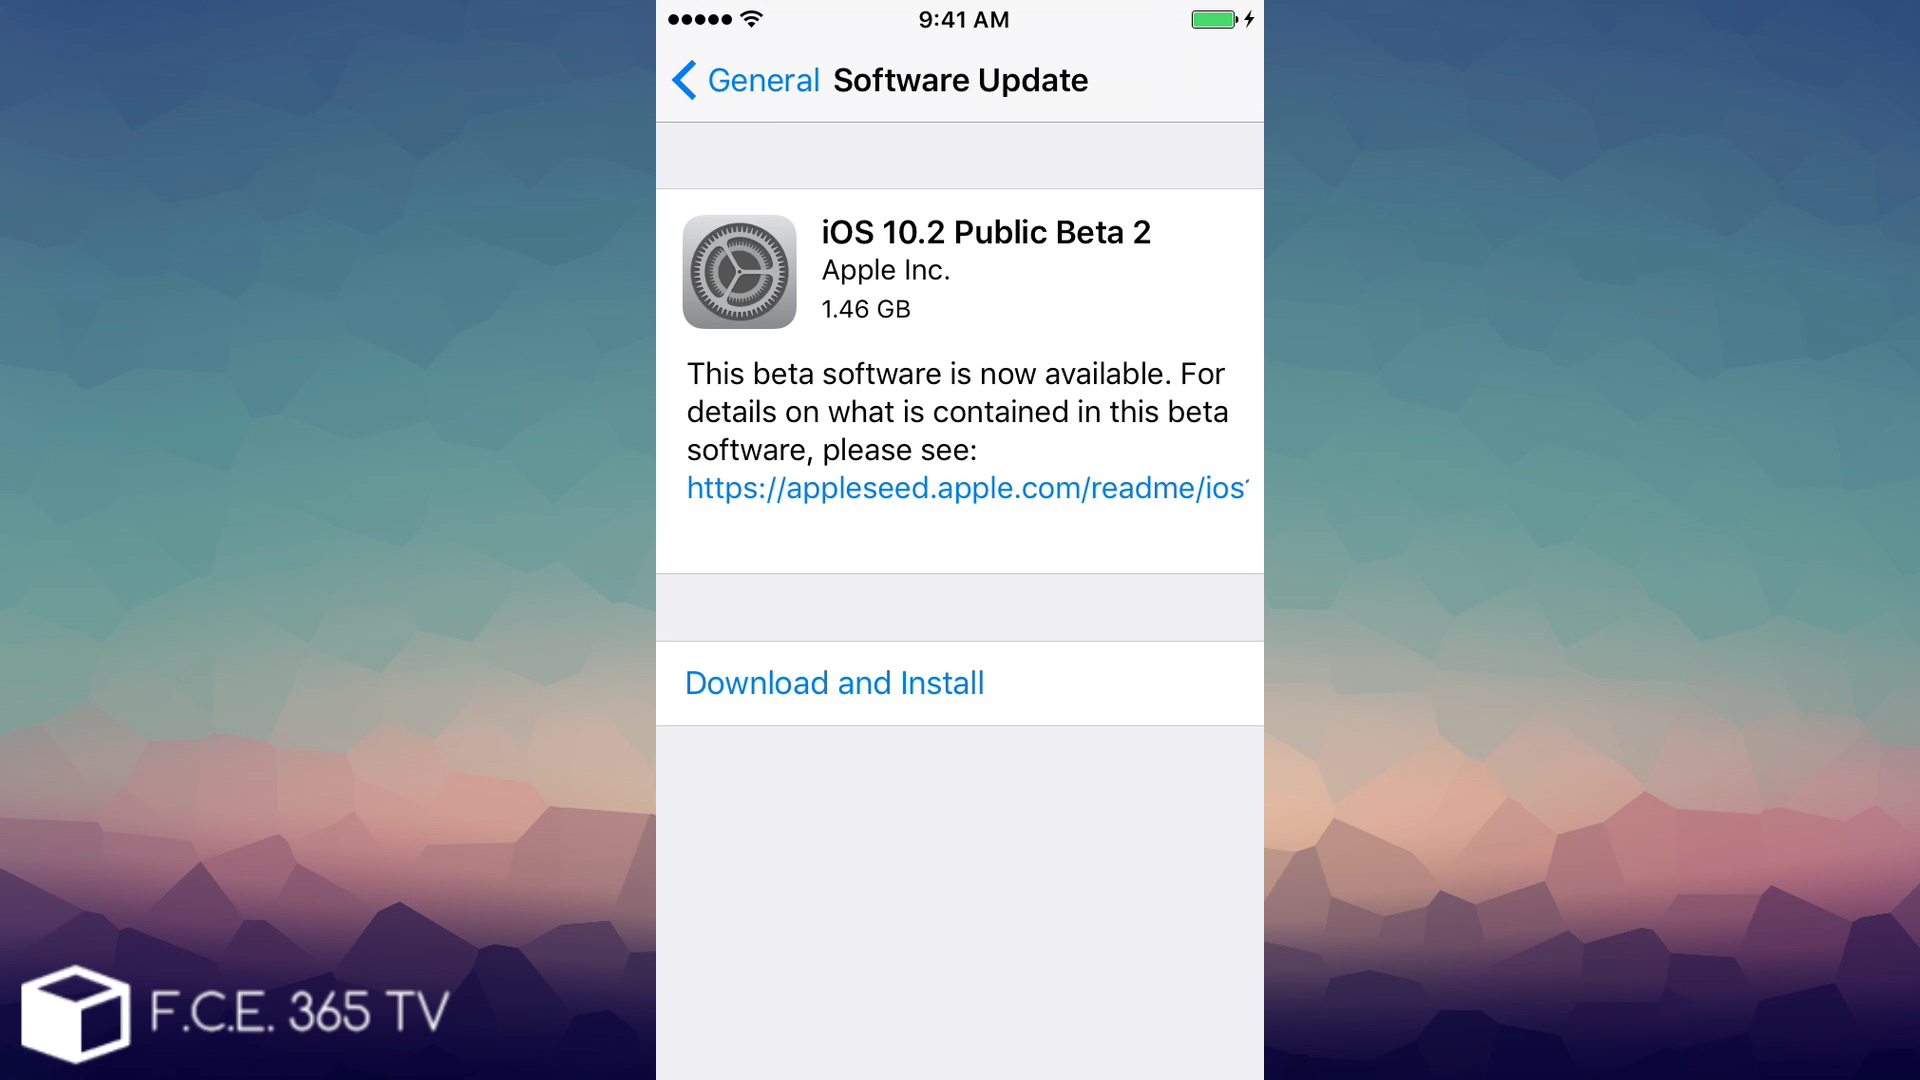 9:41 AM
General Software Update
iOS 10.2 Public Beta 2
Apple Inc.
1.46 GB
This beta software is now available. For
details on what is contained in this beta
software, please see:
https://appleseed.apple.com/readme/ios
Download and Install
F.C.E. 365 TV